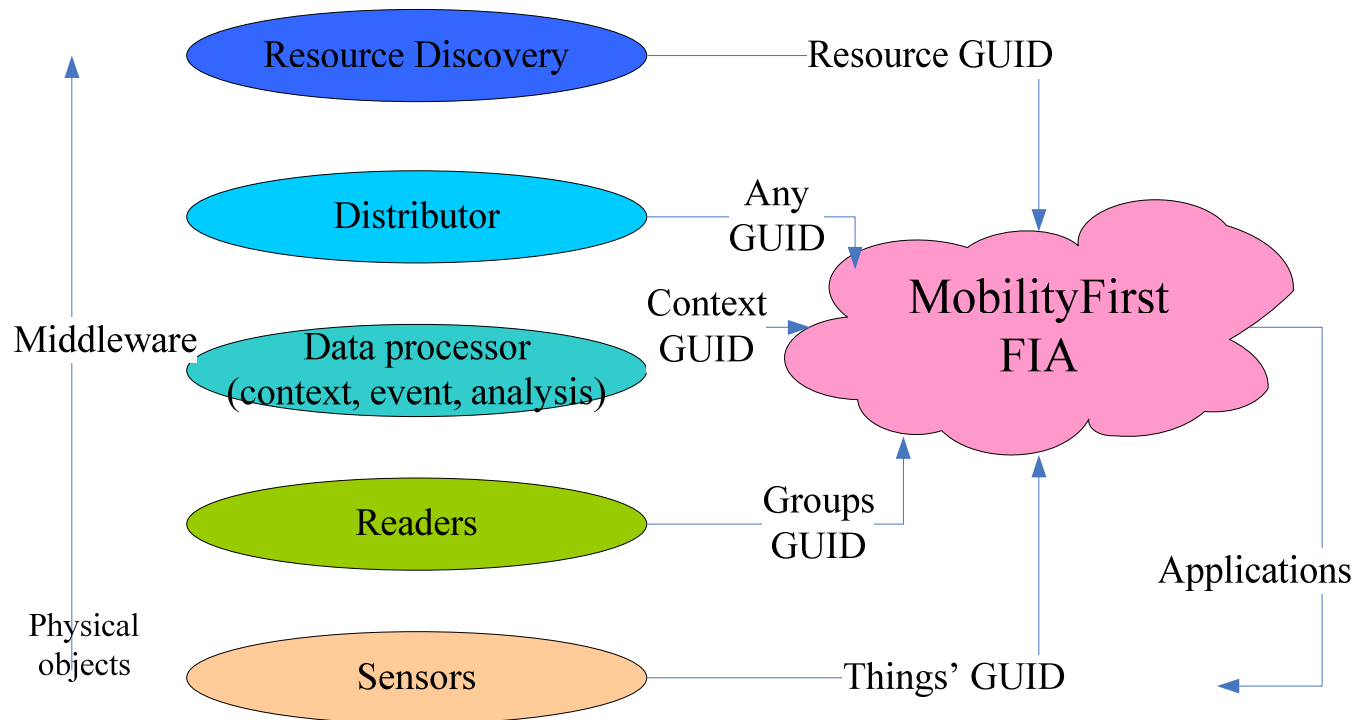 Resource Discovery
Resource GUID
Distributor
Any
GUID
Context
GUID
MobilityFirst
FIA
Middleware
Data processor
(context, event, analysis)
Readers
Groups
GUID
Applications
Physical
objects
Sensors
Things’ GUID